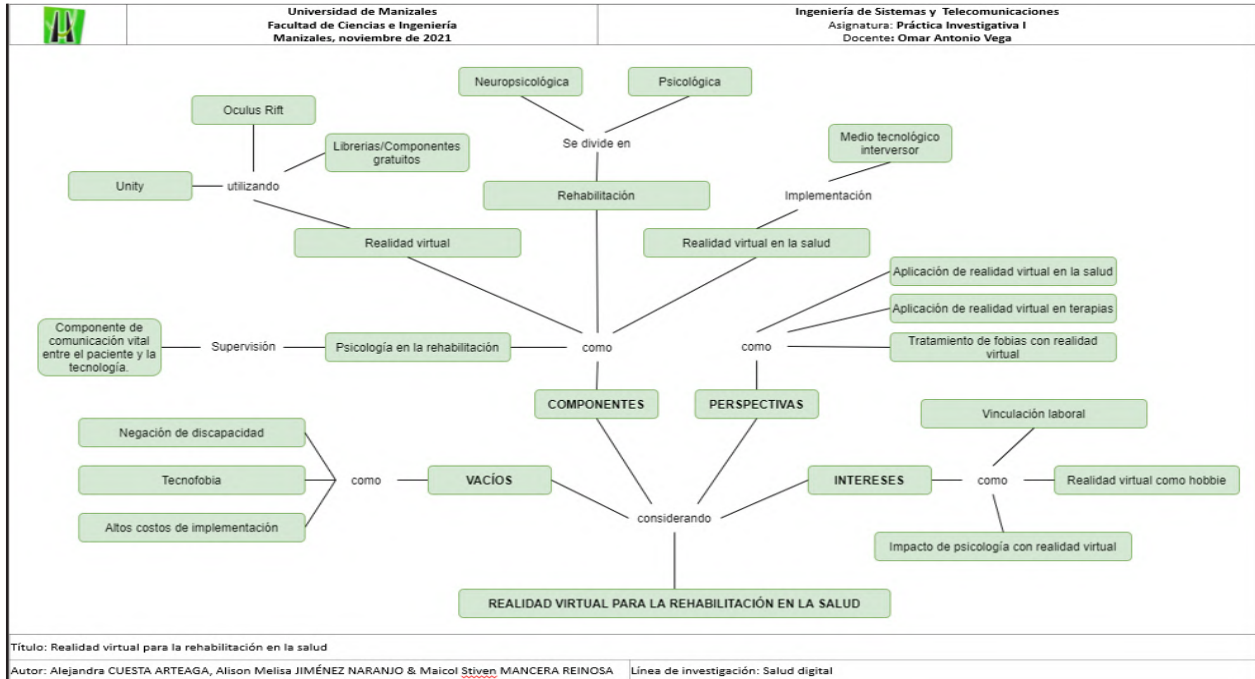 Universidad de Manizales
Facultad de Ciencias e Ingeniería
Manizales, noviembre de 2021
Ingeniería de Sistemas y Telecomunicaciones
Asignatura: Práctica Investigativa I
Docente: Omar Antonio Vega
Neuropsicológica
Psicológica
Oculus Rift
Se divide en
Librerias/Componentes
gratuitos
Medio tecnológico
interversor
Unity
utilizando
Rehabilitación
Implementación
Realidad virtual
Realidad virtual en la salud
Aplicación de realidad virtual en la salud
Aplicación de realidad virtual en terapias
Tratamiento de fobias con realidad
virtual
Componente de
comunicación vital
entre el paciente y la
tecnología.
Supervisión
Psicología en la rehabilitación
como
como
COMPONENTES
PERSPECTIVAS
Vinculación laboral
Negación de discapacidad
Tecnofobia
Altos costos de implementación
como
VACÍOS
INTERESES
como
Realidad virtual como hobbie
considerando
Impacto de psicología con realidad virtual
REALIDAD VIRTUAL PARA LA REHABILITACIÓN EN LA SALUD
Título: Realidad virtual para la rehabilitación en la salud
Autor: Alejandra CUESTA ARTEAGA, Alison Melisa JIMÉNEZ NARANJO & Maicol Stiven MANCERA REINOSA
Línea de investigación: Salud digital